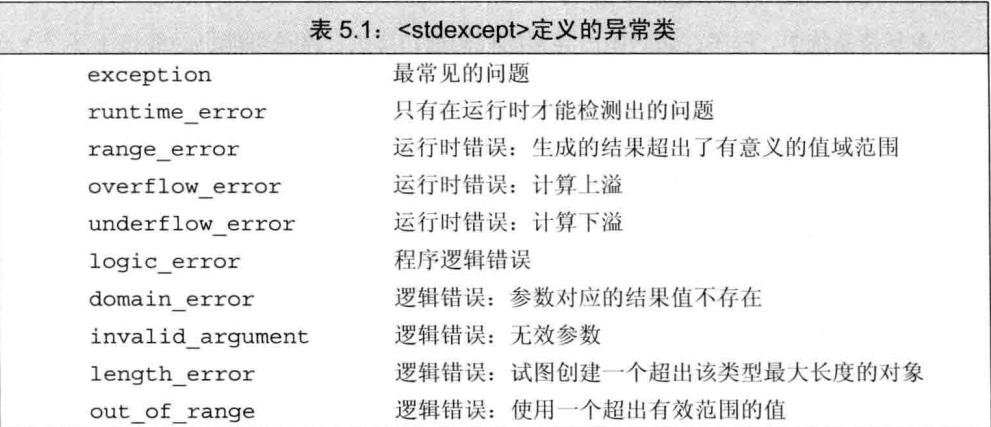 表 5.1：<stdexcept>定义的异常类
exception 最常见的问题
runtime_error 只有在运行时才能检测出的问题
range_error 运行时错误：生成的结果超出了有意义的值域范围
overflow_error 运行时错误：计算上溢
underflow_error 运行时错误：计算下溢
logic_error 程序逻辑错误
domain_error 逻辑错误：参数对应的结果值不存在
invalid_argument 逻辑错误：无效参数
length_error 逻辑错误：试图创建一个超出该类型最大长度的对象
out_of_range 逻辑错误：使用一个超出有效范围的值